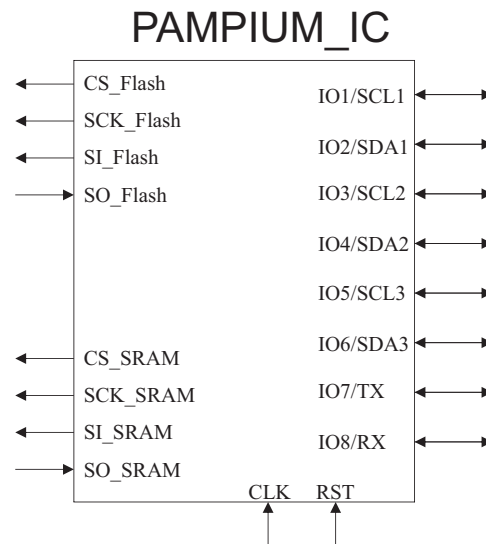 PAMPIUM_IC
CS_Flash
SCK_Flash
SI_Flash
SO_Flash
CS_SRAM
SCK_SRAM
SI_SRAM
SO_SRAM
IO1/SCL1
IO2/SDA1
IO3/SCL2
IO4/SDA2
IO5/SCL3
IO6/SDA3
IO7/TX
IO8/RX
CLK RST